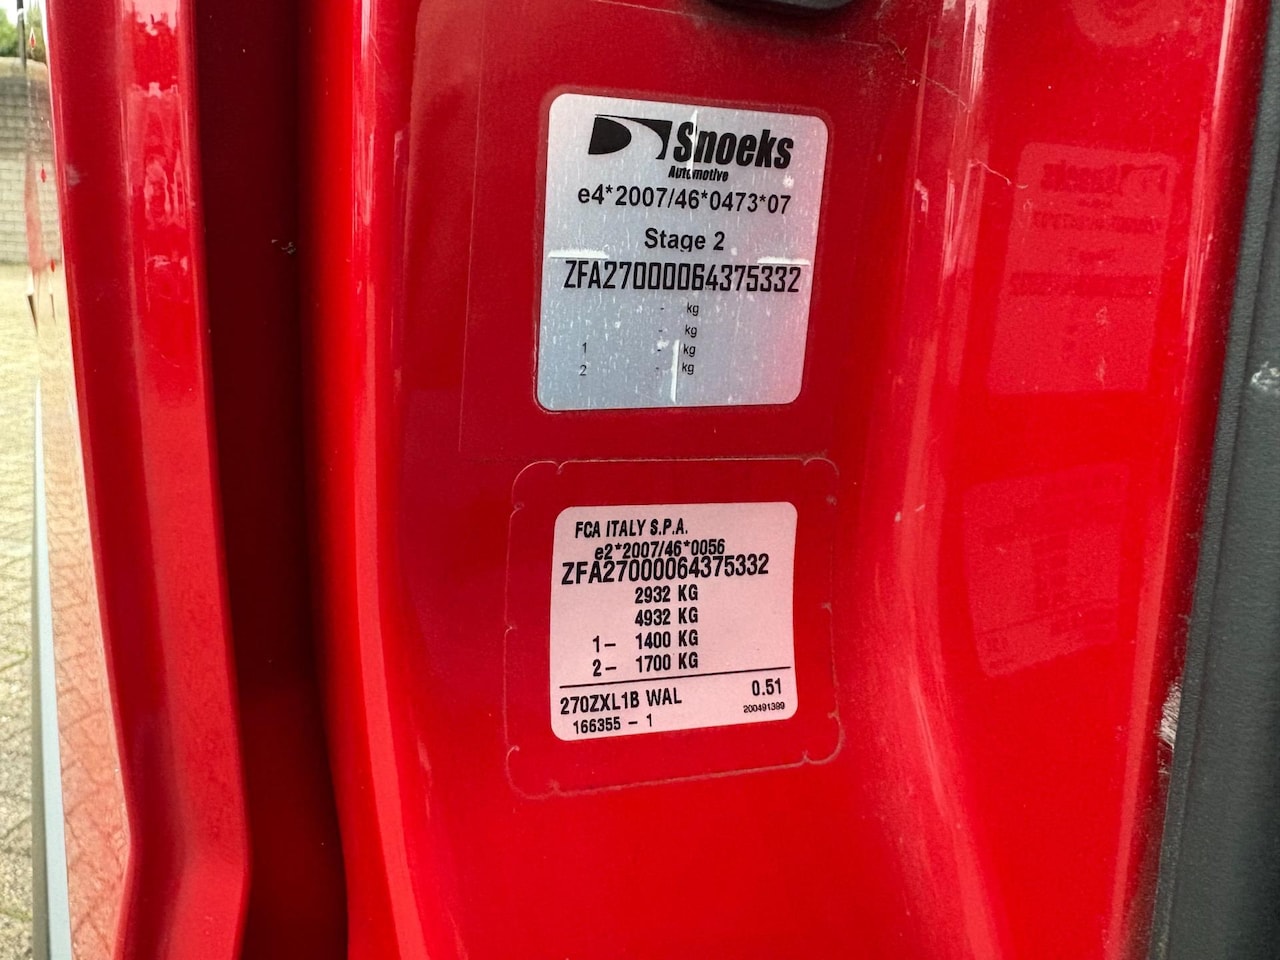 Snoeks
Automotive
e4*2007/46*0473*07
Stage 2
ZFA27000064375332
- kg
- kg
1 - kg
2 - kg
FCA ITALY S.P.A.
e2*2007/46*0056
ZFA27000064375332
2932 KG
4932 KG
1- 1400 KG
2- 1700 KG
270ZXL1B WAL 0.51
166355 - 1 200491399